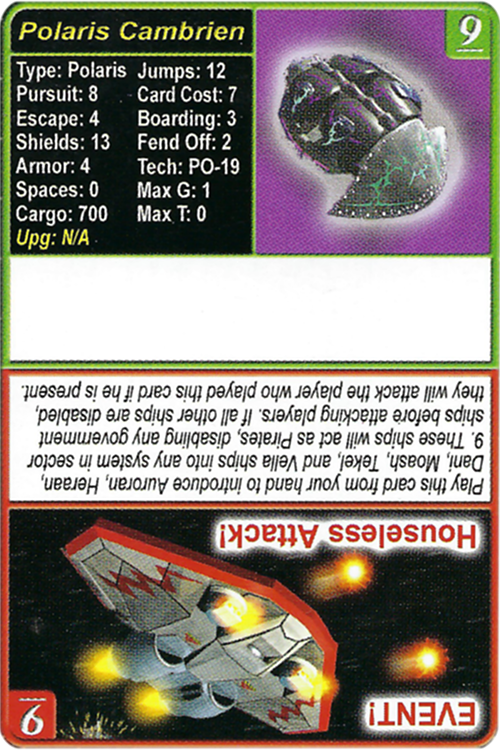 Polaris Cambrien
9
Type: Polaris Jumps: 12
Pursuit: 8 Card Cost: 7
Escape: 4 Boarding: 3
Shields: 13 Fend Off: 2
Armor: 4 Tech: PO-19
Spaces: 0 Max G: 1
Cargo: 700 Max T: 0
Upg: N/A
EVENT!
6
Houseless Attack!
Play this card from your hand to introduce Auroran, Heraan,
Dani, Moash, Tekel, and Vella ships into any system in sector
9. These ships will act as Pirates, disabling any government
ships before attacking players. If all other ships are disabled,
they will attack the player who played this card if he is present.